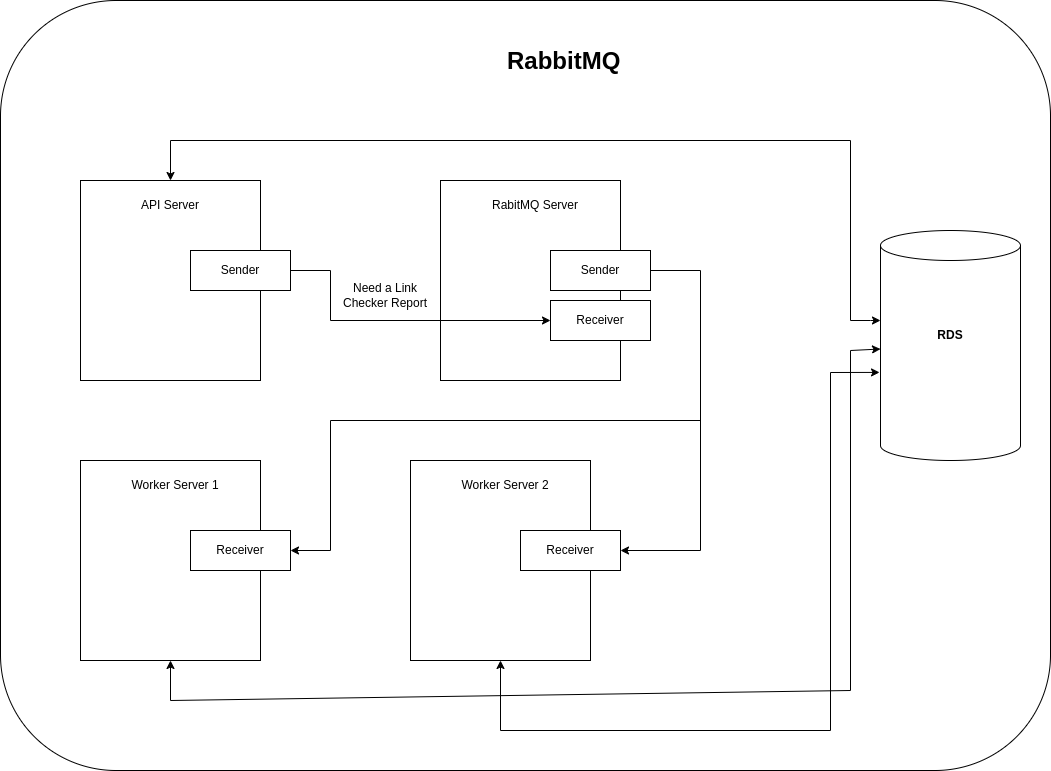 RabbitMQ
API Server
RabitMQ Server
Sender
Sender
Need a Link
Checker Report
Receiver
RDS
Worker Server 1
Worker Server 2
Receiver
Receiver